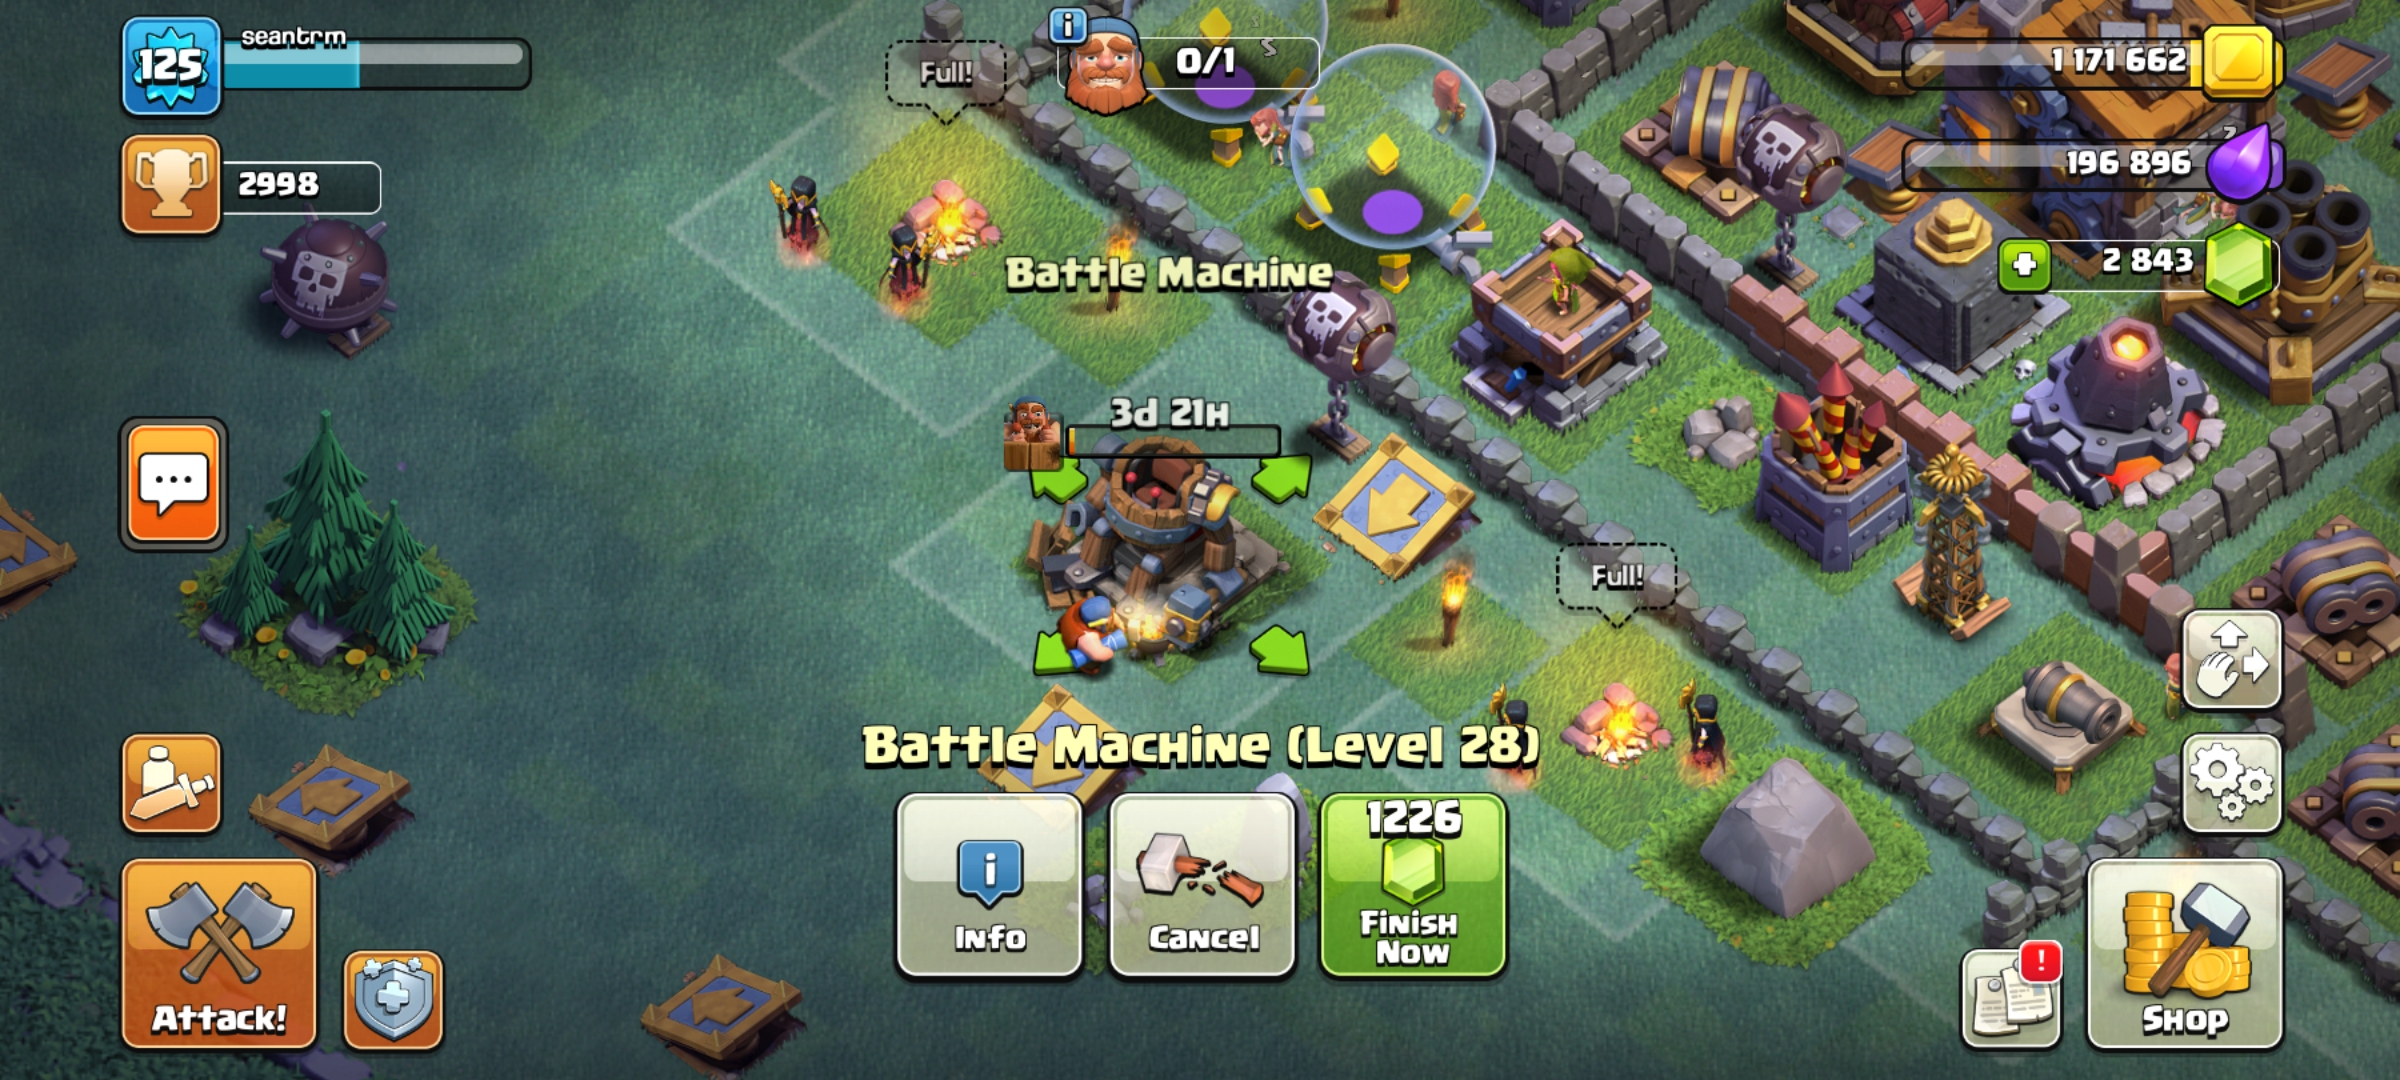 125
seantrm
Full!
i
0/1
1 171 662
2998
196 896
2 843
Battle Machine
3d 21H
Full!
Battle Machine (Level 28)
i
Info
Cancel
1226
Finish
Now
Attack!
!
Shop